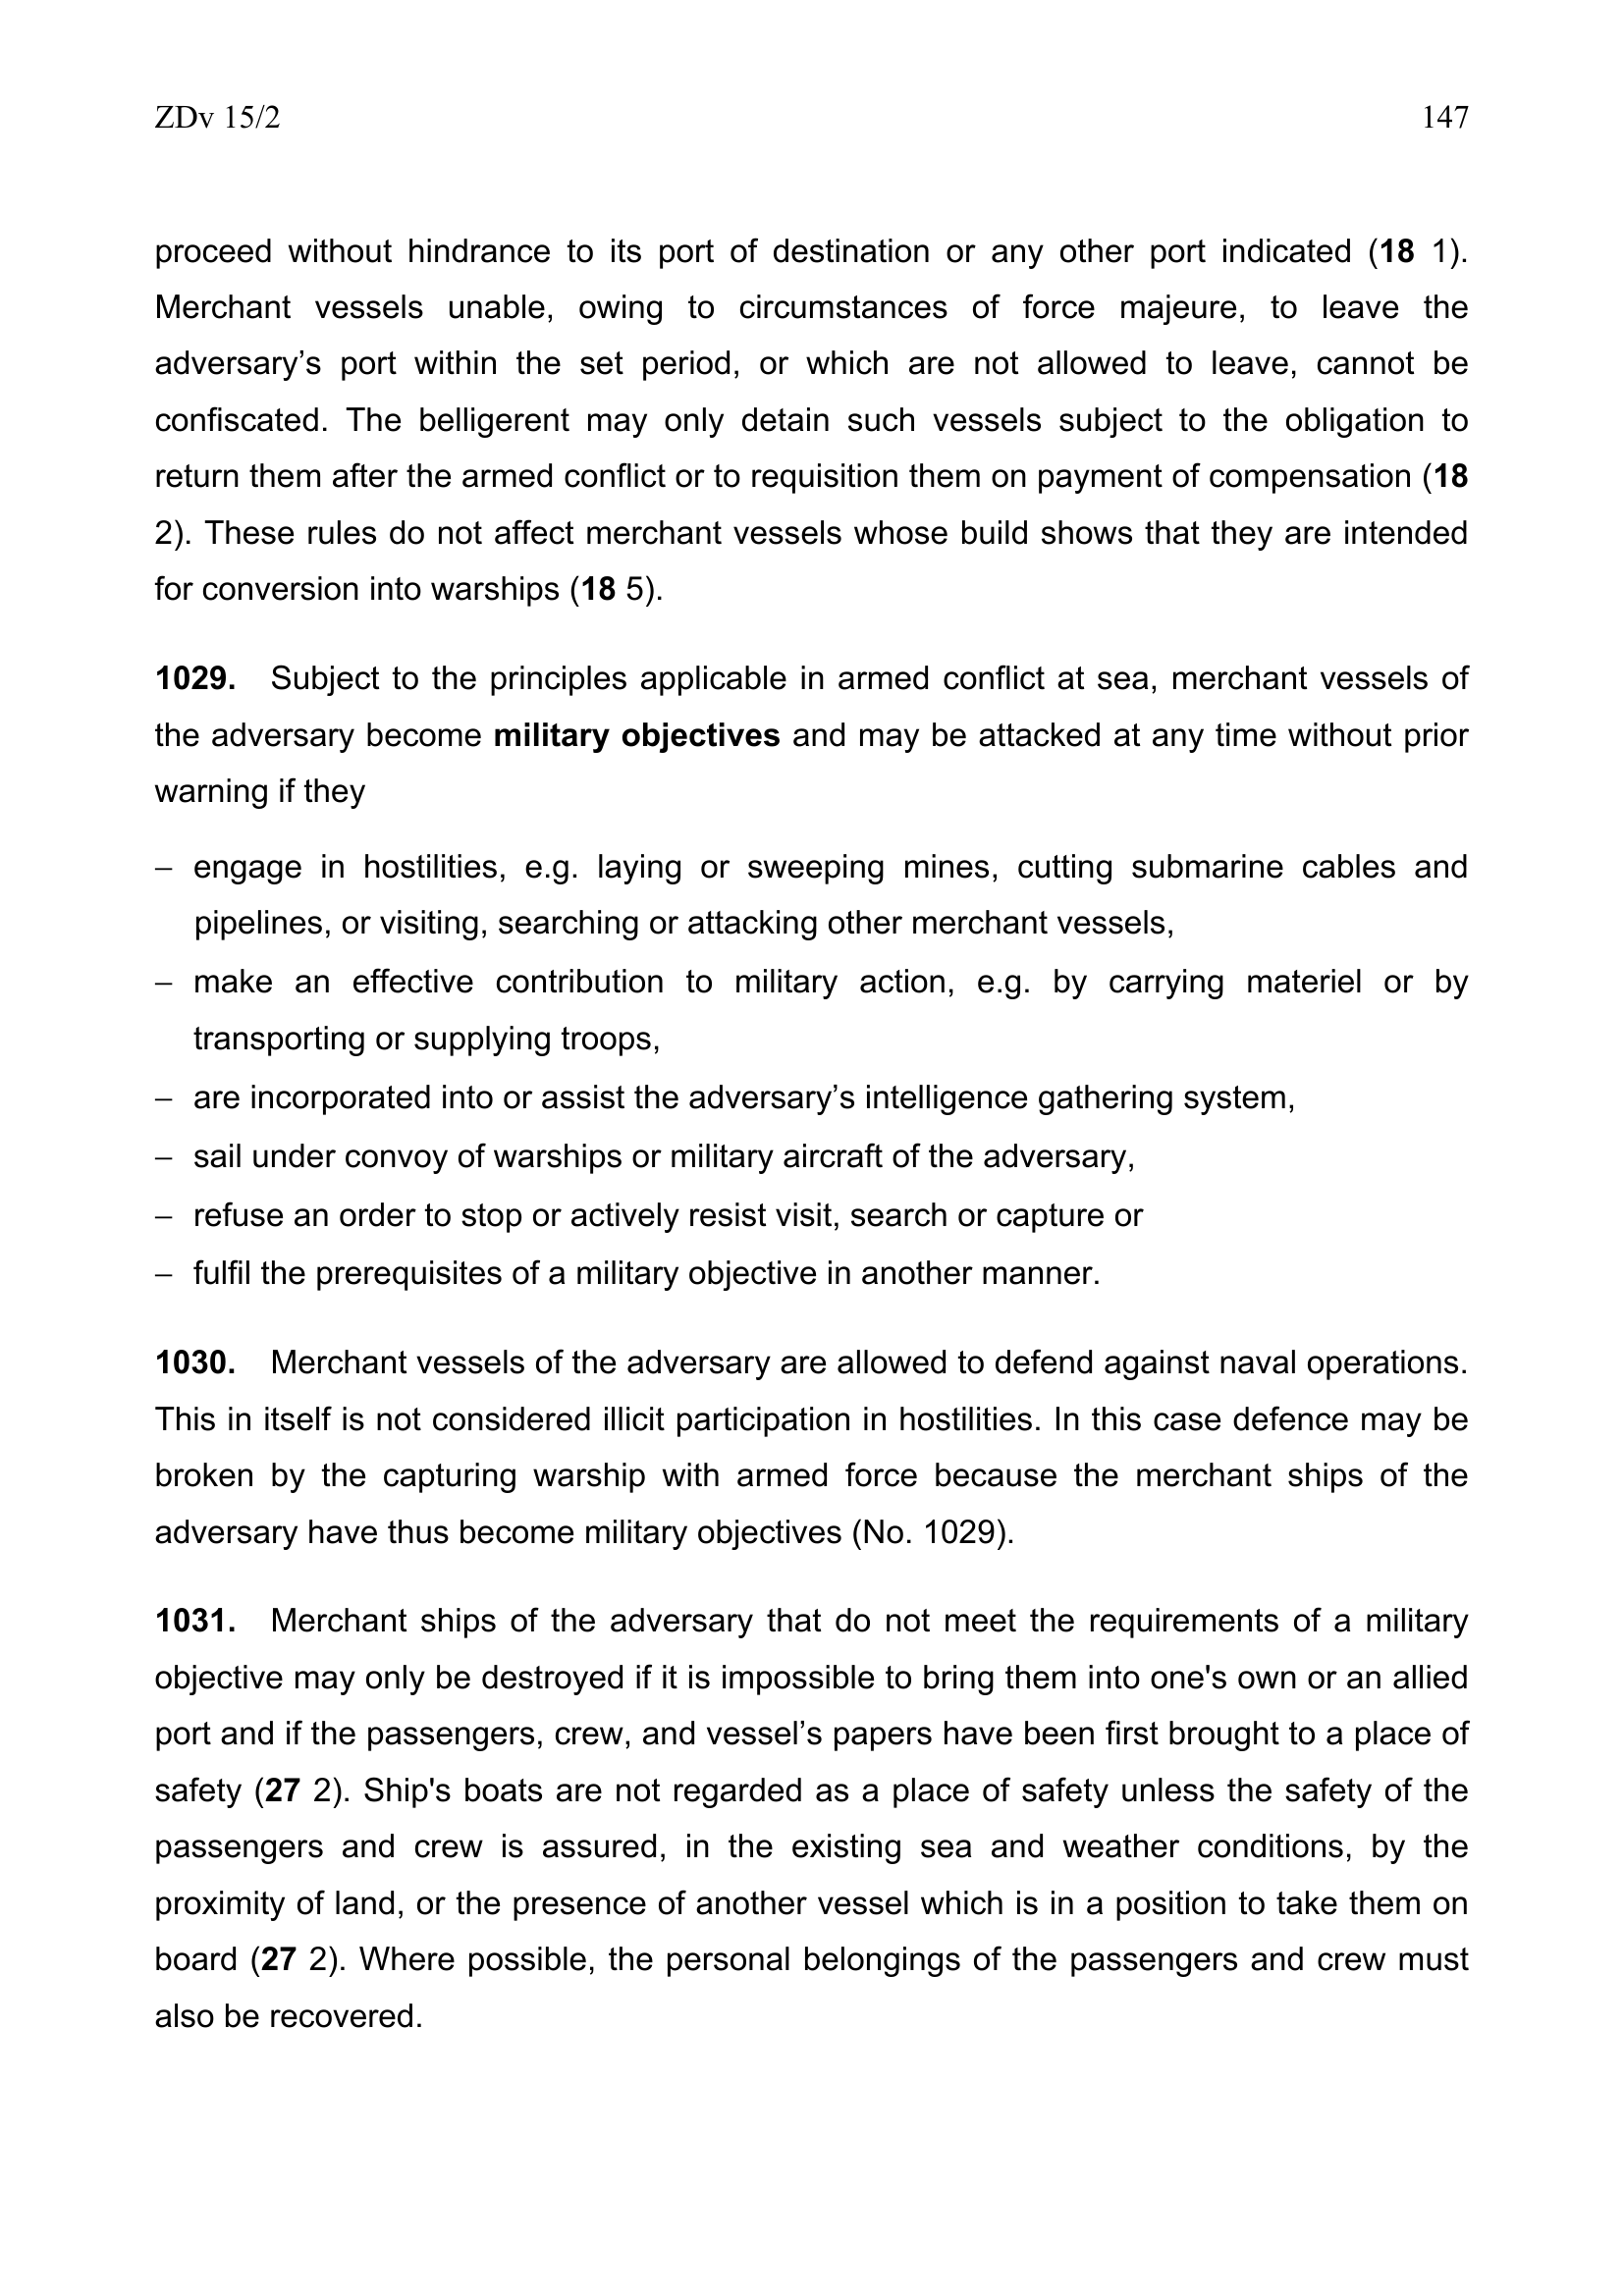 ZDv 15/2 147
proceed without hindrance to its port of destination or any other port indicated (18 1).
Merchant vessels unable, owing to circumstances of force majeure, to leave the
adversary’s port within the set period, or which are not allowed to leave, cannot be
confiscated. The belligerent may only detain such vessels subject to the obligation to
return them after the armed conflict or to requisition them on payment of compensation (18
2). These rules do not affect merchant vessels whose build shows that they are intended
for conversion into warships (18 5).
1029. Subject to the principles applicable in armed conflict at sea, merchant vessels of
the adversary become military objectives and may be attacked at any time without prior
warning if they
– engage in hostilities, e.g. laying or sweeping mines, cutting submarine cables and
pipelines, or visiting, searching or attacking other merchant vessels,
– make an effective contribution to military action, e.g. by carrying materiel or by
transporting or supplying troops,
– are incorporated into or assist the adversary’s intelligence gathering system,
– sail under convoy of warships or military aircraft of the adversary,
– refuse an order to stop or actively resist visit, search or capture or
– fulfil the prerequisites of a military objective in another manner.
1030. Merchant vessels of the adversary are allowed to defend against naval operations.
This in itself is not considered illicit participation in hostilities. In this case defence may be
broken by the capturing warship with armed force because the merchant ships of the
adversary have thus become military objectives (No. 1029).
1031. Merchant ships of the adversary that do not meet the requirements of a military
objective may only be destroyed if it is impossible to bring them into one's own or an allied
port and if the passengers, crew, and vessel’s papers have been first brought to a place of
safety (27 2). Ship's boats are not regarded as a place of safety unless the safety of the
passengers and crew is assured, in the existing sea and weather conditions, by the
proximity of land, or the presence of another vessel which is in a position to take them on
board (27 2). Where possible, the personal belongings of the passengers and crew must
also be recovered.